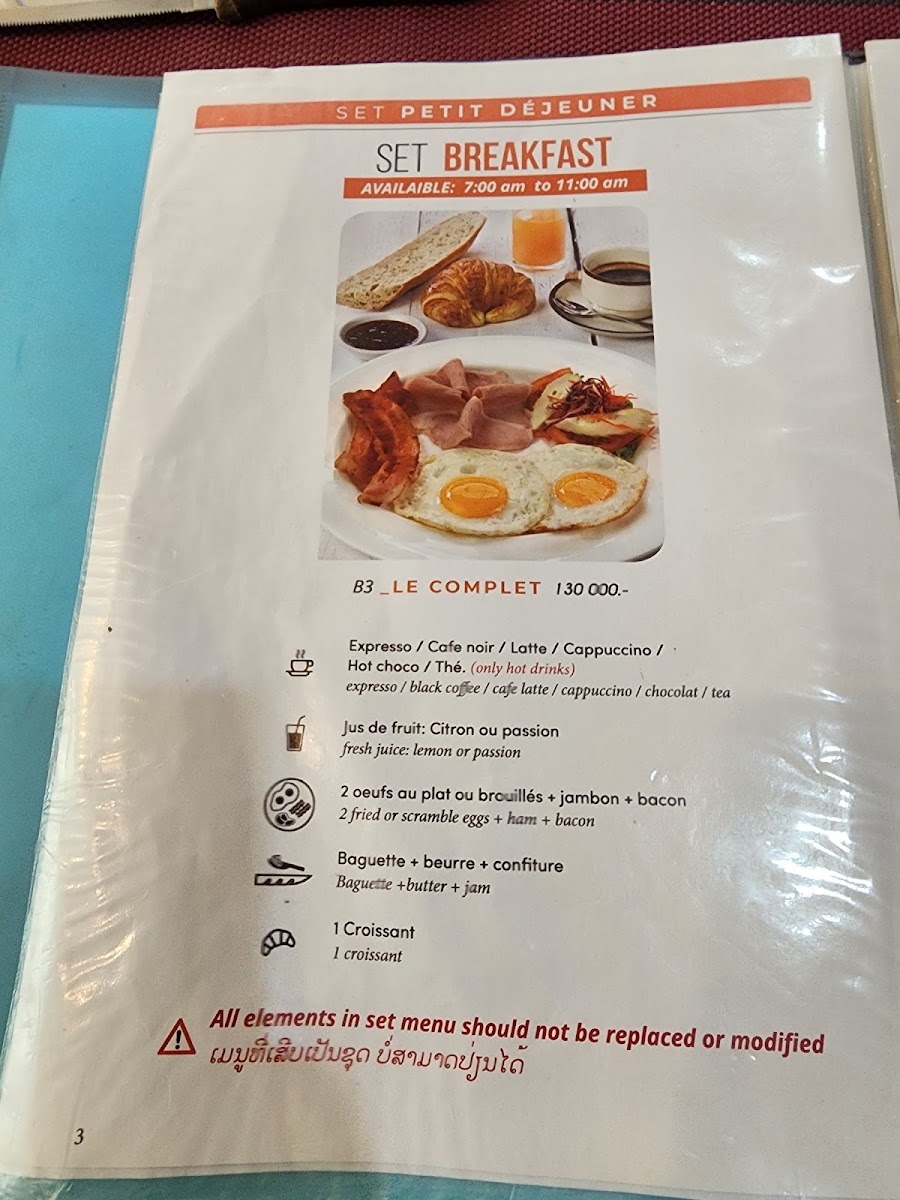 SET PETIT DÉJEUNER
SET BREAKFAST
AVAILAIBLE: 7:00 am to 11:00 am
B3 _LE COMPLET 130 000.-
Expresso / Cafe noir / Latte / Cappuccino /
Hot choco / Thé. (only hot drinks)
expresso / black coffee / cafe latte / cappuccino / chocolat / tea
Jus de fruit: Citron ou passion
fresh juice: lemon or passion
2 oeufs au plat ou brouillés + jambon + bacon
2 fried or scramble eggs + ham + bacon
Baguette + beurre + confiture
Baguette +butter + jam
1 Croissant
1 croissant
All elements in set menu should not be replaced or modified
ເມນູທີ່ເສີບເປັນຊຸດ ບໍ່ສາມາດປ່ຽນໄດ້
3